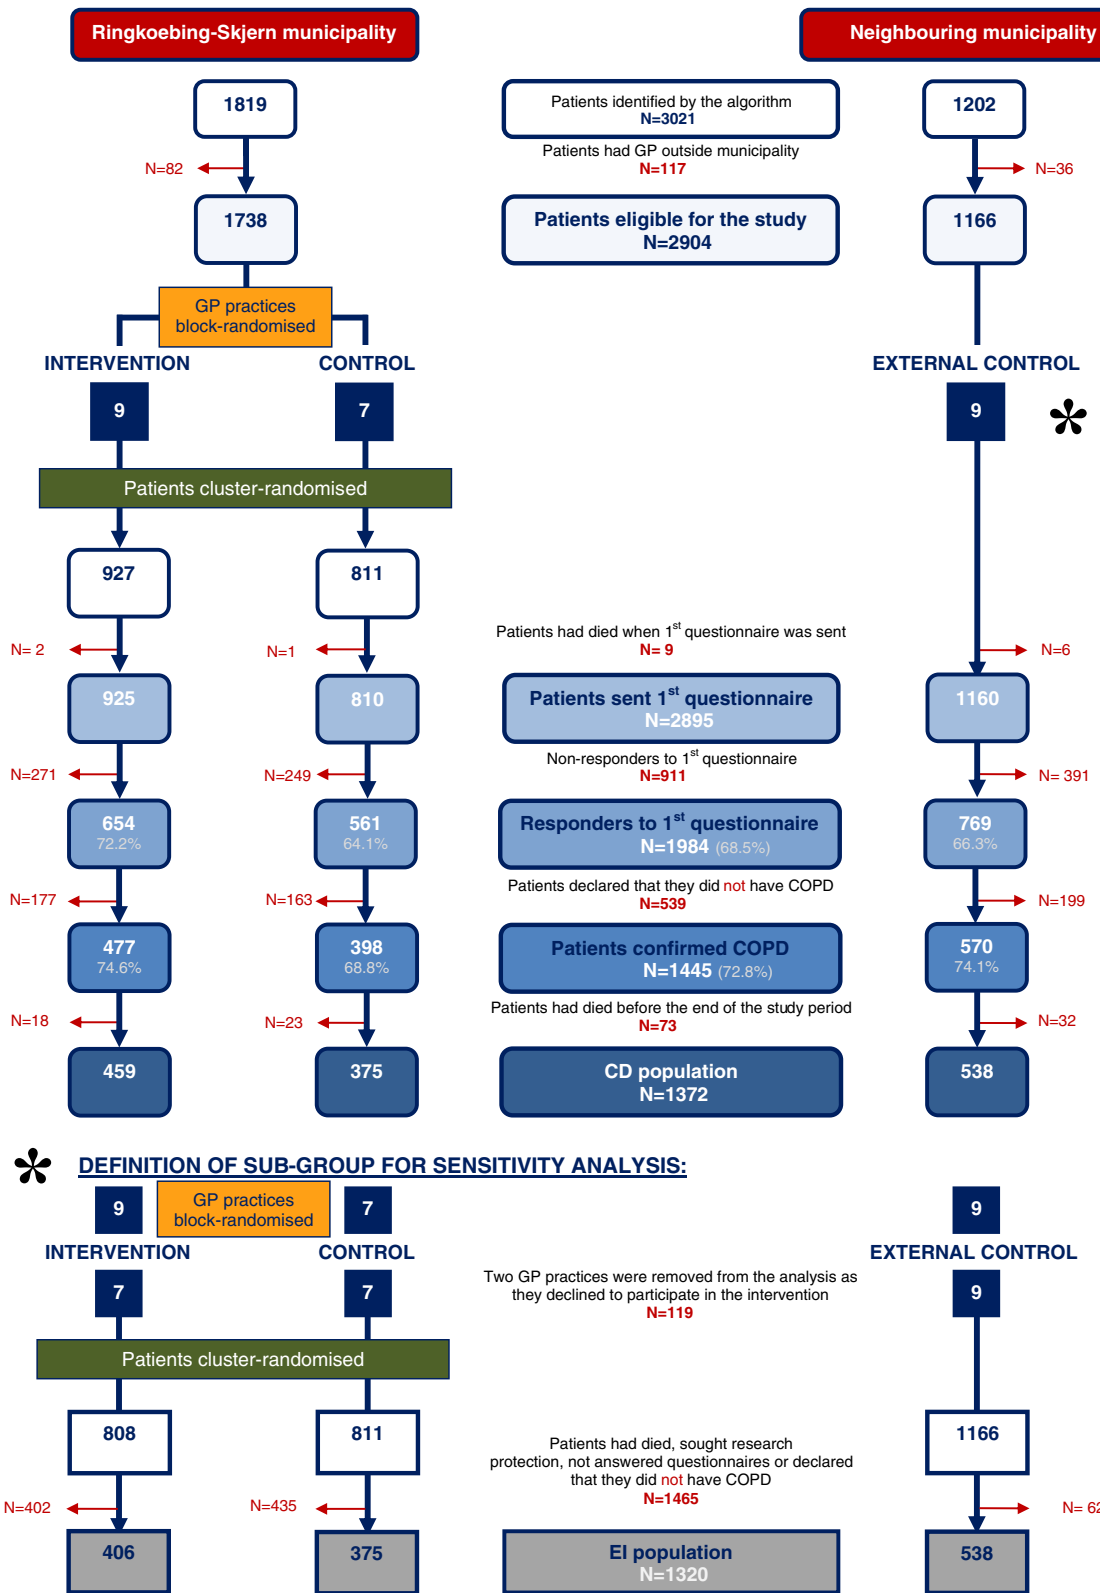 Ringkoebing-Skjern municipality
Neighbouring municipality
1819
Patients identified by the algorithm
N=3021
1202
Patients had GP outside municipality
N=117
N=82
N=36
1738
Patients eligible for the study
N=2904
1166
GP practices
block-randomised
INTERVENTION
CONTROL
EXTERNAL CONTROL
9
7
9
*
Patients cluster-randomised
927
811
Patients had died when 1st questionnaire was sent
N= 9
N= 2
N=1
N=6
925
810
Patients sent 1st questionnaire
N=2895
1160
Non-responders to 1st questionnaire
N=911
N=271
N=249
N= 391
654
72.2%
561
64.1%
Responders to 1st questionnaire
N=1984 (68.5%)
769
66.3%
Patients declared that they did not have COPD
N=539
N=177
N=163
N=199
477
74.6%
398
68.8%
Patients confirmed COPD
N=1445 (72.8%)
570
74.1%
Patients had died before the end of the study period
N=73
N=18
N=23
N=32
459
375
CD population
N=1372
538
* DEFINITION OF SUB-GROUP FOR SENSITIVITY ANALYSIS:
9
GP practices
block-randomised
7
9
INTERVENTION
CONTROL
EXTERNAL CONTROL
7
7
Two GP practices were removed from the analysis as
they declined to participate in the intervention
N=119
9
Patients cluster-randomised
808
811
1166
Patients had died, sought research
protection, not answered questionnaires or declared
that they did not have COPD
N=1465
N=402
N=435
N= 62
406
375
EI population
N=1320
538